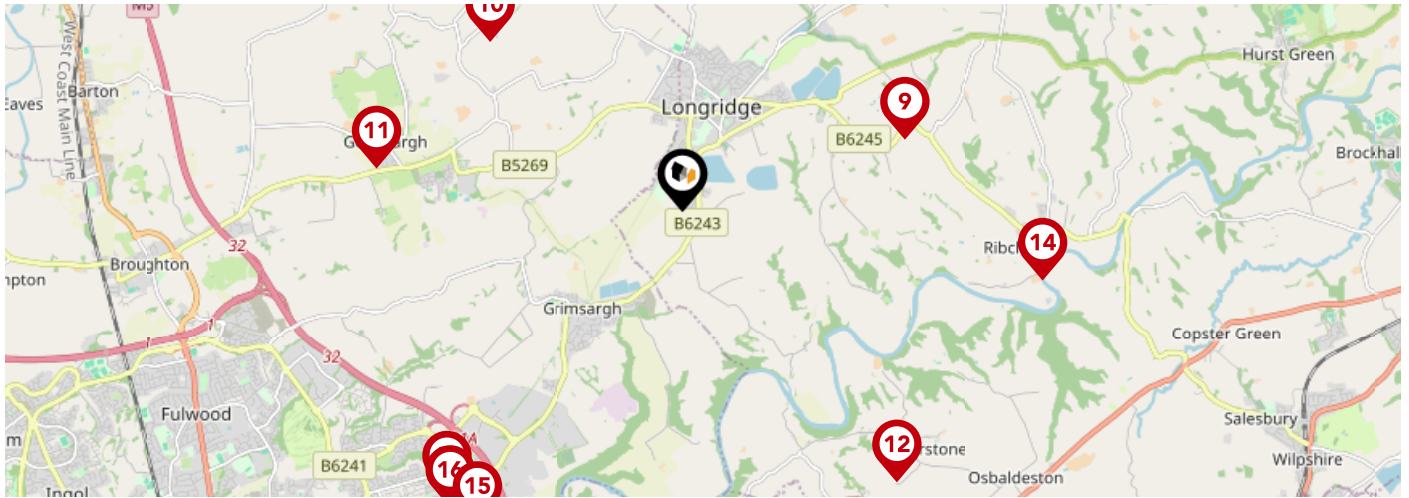 M5
10
West Coast Main Line
Barton
Eaves
Longridge
Hurst Green
9
11
B6245
B5269
Brockhall
B6243
32
14
Broughton
Grimsargh
1
Copster Green
32
Fulwood
Salesbury
12
Wilpshire
Osbaldeston
B6241
16
15
Ingol